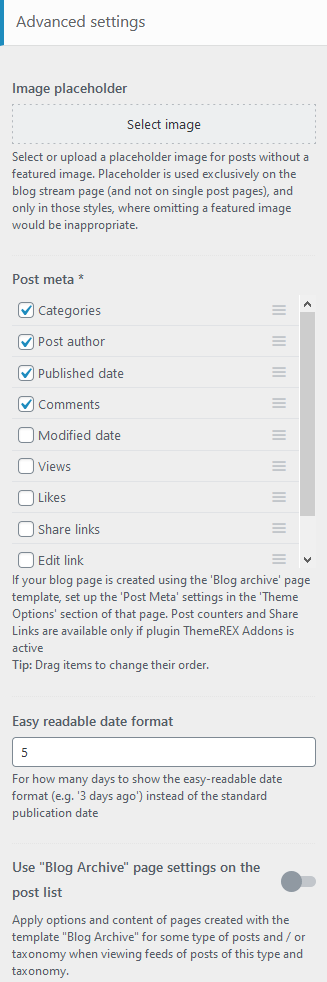 Advanced settings
Image placeholder
Select image
Select or upload a placeholder image for posts without a
featured image. Placeholder is used exclusively on the
blog stream page (and not on single post pages), and
only in those styles, where omitting a featured image
would be inappropriate.
Post meta *
Categories
Post author
Published date
Comments
Modified date
Views
Likes
Share links
Edit link
If your blog page is created using the 'Blog archive' page
template, set up the 'Post Meta' settings in the 'Theme
Options' section of that page. Post counters and Share
Links are available only if plugin ThemeREX Addons is
active
Tip: Drag items to change their order.
Easy readable date format
5
For how many days to show the easy-readable date
format (e.g. '3 days ago') instead of the standard
publication date
Use "Blog Archive" page settings on the
post list
Apply options and content of pages created with the
template "Blog Archive" for some type of posts and / or
taxonomy when viewing feeds of posts of this type and
taxonomy.